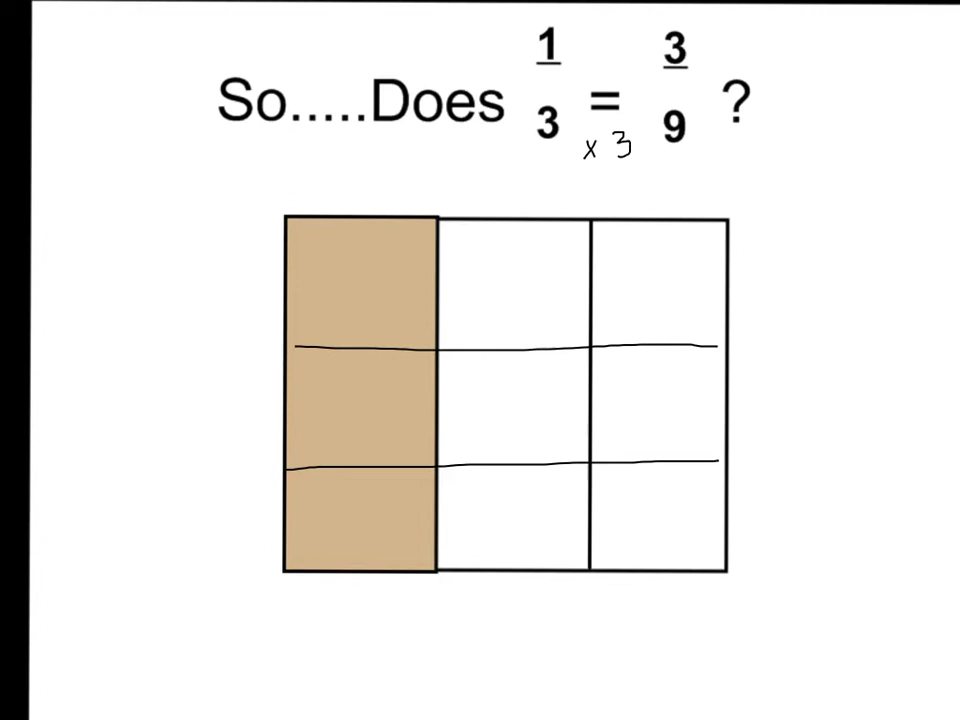 So.....Does 1/3 = 3/9 ?
x 3